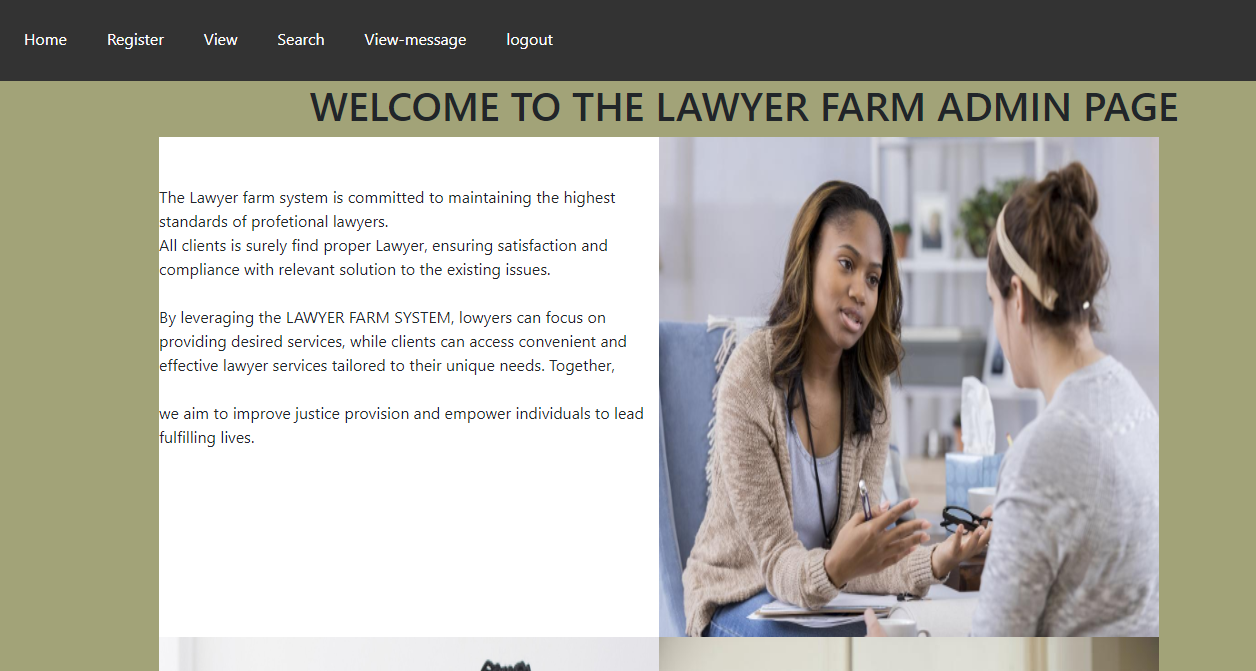 Home Register View Search View-message logout
WELCOME TO THE LAWYER FARM ADMIN PAGE
The Lawyer farm system is committed to maintaining the highest
standards of profetional lawyers.
All clients is surely find proper Lawyer, ensuring satisfaction and
compliance with relevant solution to the existing issues.
By leveraging the LAWYER FARM SYSTEM, lowyers can focus on
providing desired services, while clients can access convenient and
effective lawyer services tailored to their unique needs. Together,
we aim to improve justice provision and empower individuals to lead
fulfilling lives.